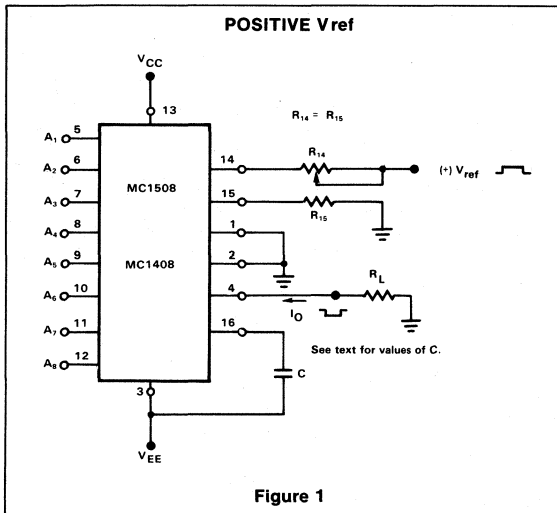 POSITIVE Vref
VCC
13
R14 = R15
A1 5
A2 6
A3 7
A4 8
A5 9
A6 10
A7 11
A8 12
MC1508
MC1408
14
R14
(+) Vref
15
R15
1
2
4
IO
RL
16
See text for values of C.
C
3
VEE
Figure 1